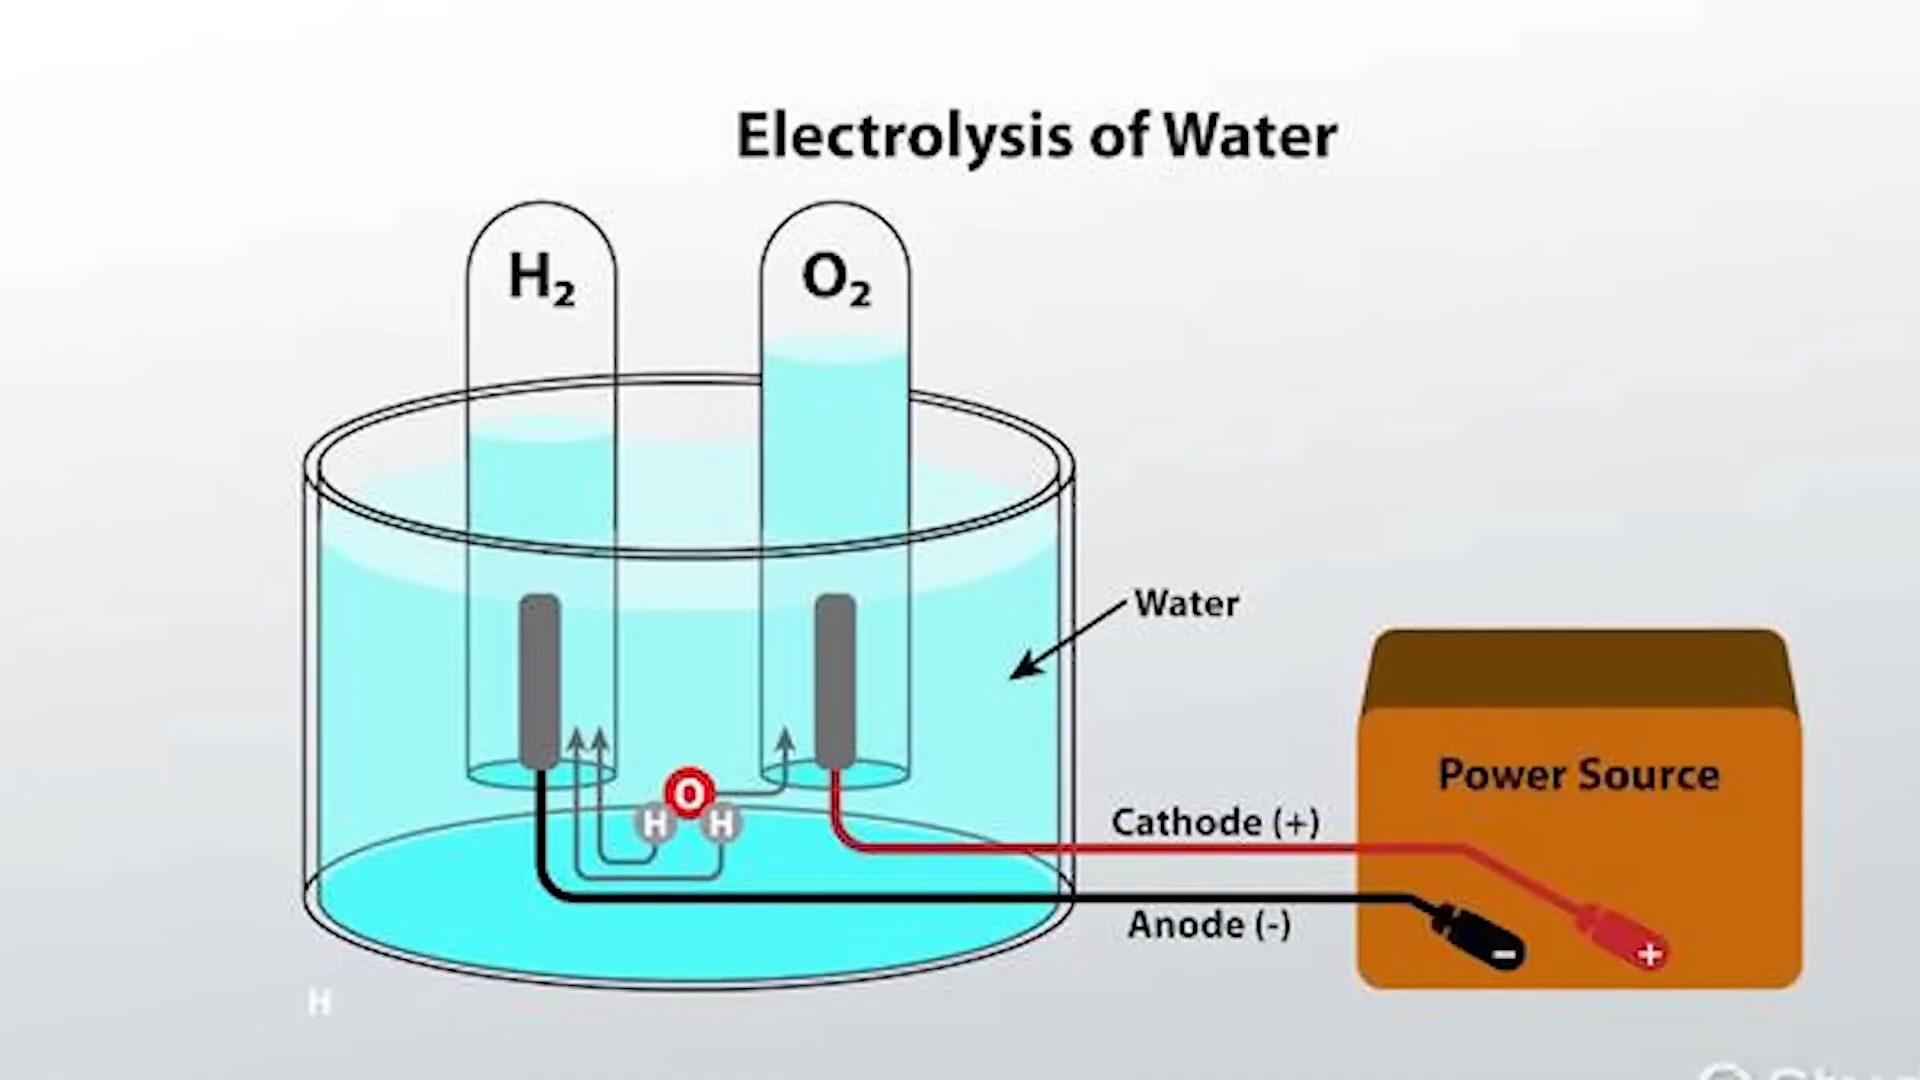 Electrolysis of Water
H₂
O₂
Water
Power Source
O
H H
Cathode (+)
Anode (-)
- +
H